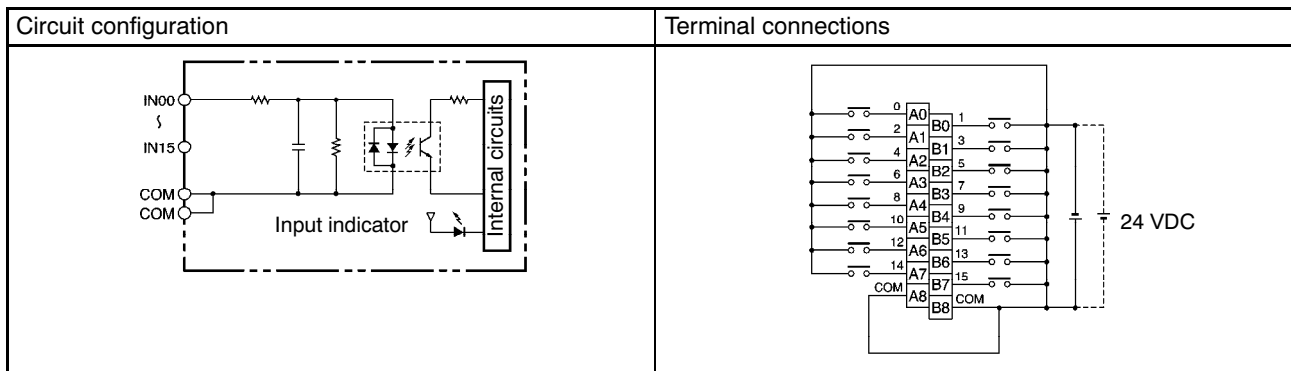 Circuit configuration
Terminal connections
IN00
IN15
COM
COM
Input indicator
Internal circuits
0 A0
B0 1
2 A1
B1 3
4 A2
B2 5
6 A3
B3 7
8 A4
B4 9
10 A5
B5 11
12 A6
B6 13
14 A7
B7 15
COM A8
B8 COM
24 VDC